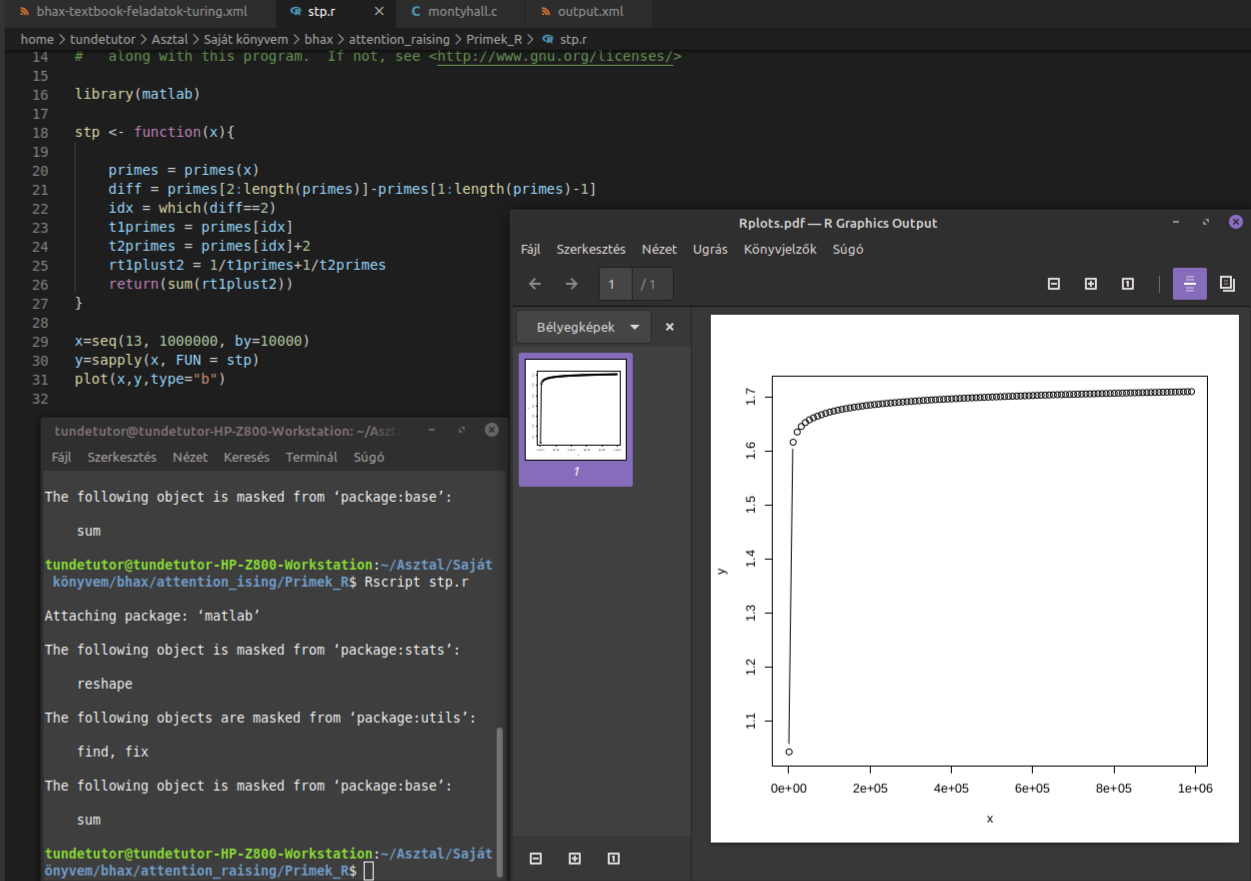 bhax-textbook-feladatok-turing.xml stp.r × C montyhall.c output.xml
home > tundetutor > Asztal > Saját könyvem > bhax > attention_raising > Primek_R > stp.r
14 # along with this program. If not, see <http://www.gnu.org/licenses/>
15
16 library(matlab)
17
18 stp <- function(x){
19
20 primes = primes(x)
21 diff = primes[2:length(primes)]-primes[1:length(primes)-1]
22 idx = which(diff==2)
23 t1primes = primes[idx]
24 t2primes = primes[idx]+2
25 rt1plust2 = 1/t1primes+1/t2primes
26 return(sum(rt1plust2))
27 }
28
29 x=seq(13, 1000000, by=10000)
30 y=sapply(x, FUN = stp)
31 plot(x,y,type="b")
32
tundetutor@tundetutor-HP-Z800-Workstation: ~/Aszt
Fájl Szerkesztés Nézet Keresés Terminál Súgó
The following object is masked from ‘package:base’:
sum
tundetutor@tundetutor-HP-Z800-Workstation:~/Asztal/Saját
könyvem/bhax/attention_ising/Primek_R$ Rscript stp.r
Attaching package: ‘matlab’
The following object is masked from ‘package:stats’:
reshape
The following objects are masked from ‘package:utils’:
find, fix
The following object is masked from ‘package:base’:
sum
tundetutor@tundetutor-HP-Z800-Workstation:~/Asztal/Saját
önyvem/bhax/attention_raising/Primek_R$
Rplots.pdf — R Graphics Output
Fájl Szerkesztés Nézet Ugrás Könyvjelzők Súgó
1 / 1
Bélyegképek ×
1
1.7
1.6
1.5
1.4
1.3
1.2
1.1
y
0e+00 2e+05 4e+05 6e+05 8e+05 1e+06
x